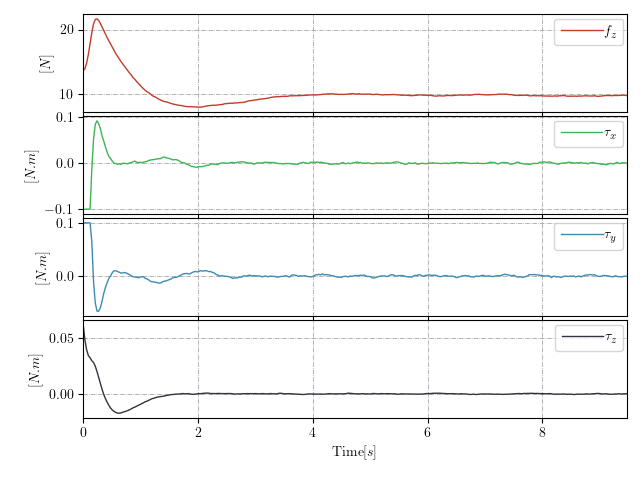 20
10
[N]
f_z
0.1
0.0
−0.1
[N.m]
τ_x
0.1
0.0
[N.m]
τ_y
0.05
0.00
[N.m]
τ_z
0 2 4 6 8
Time[s]